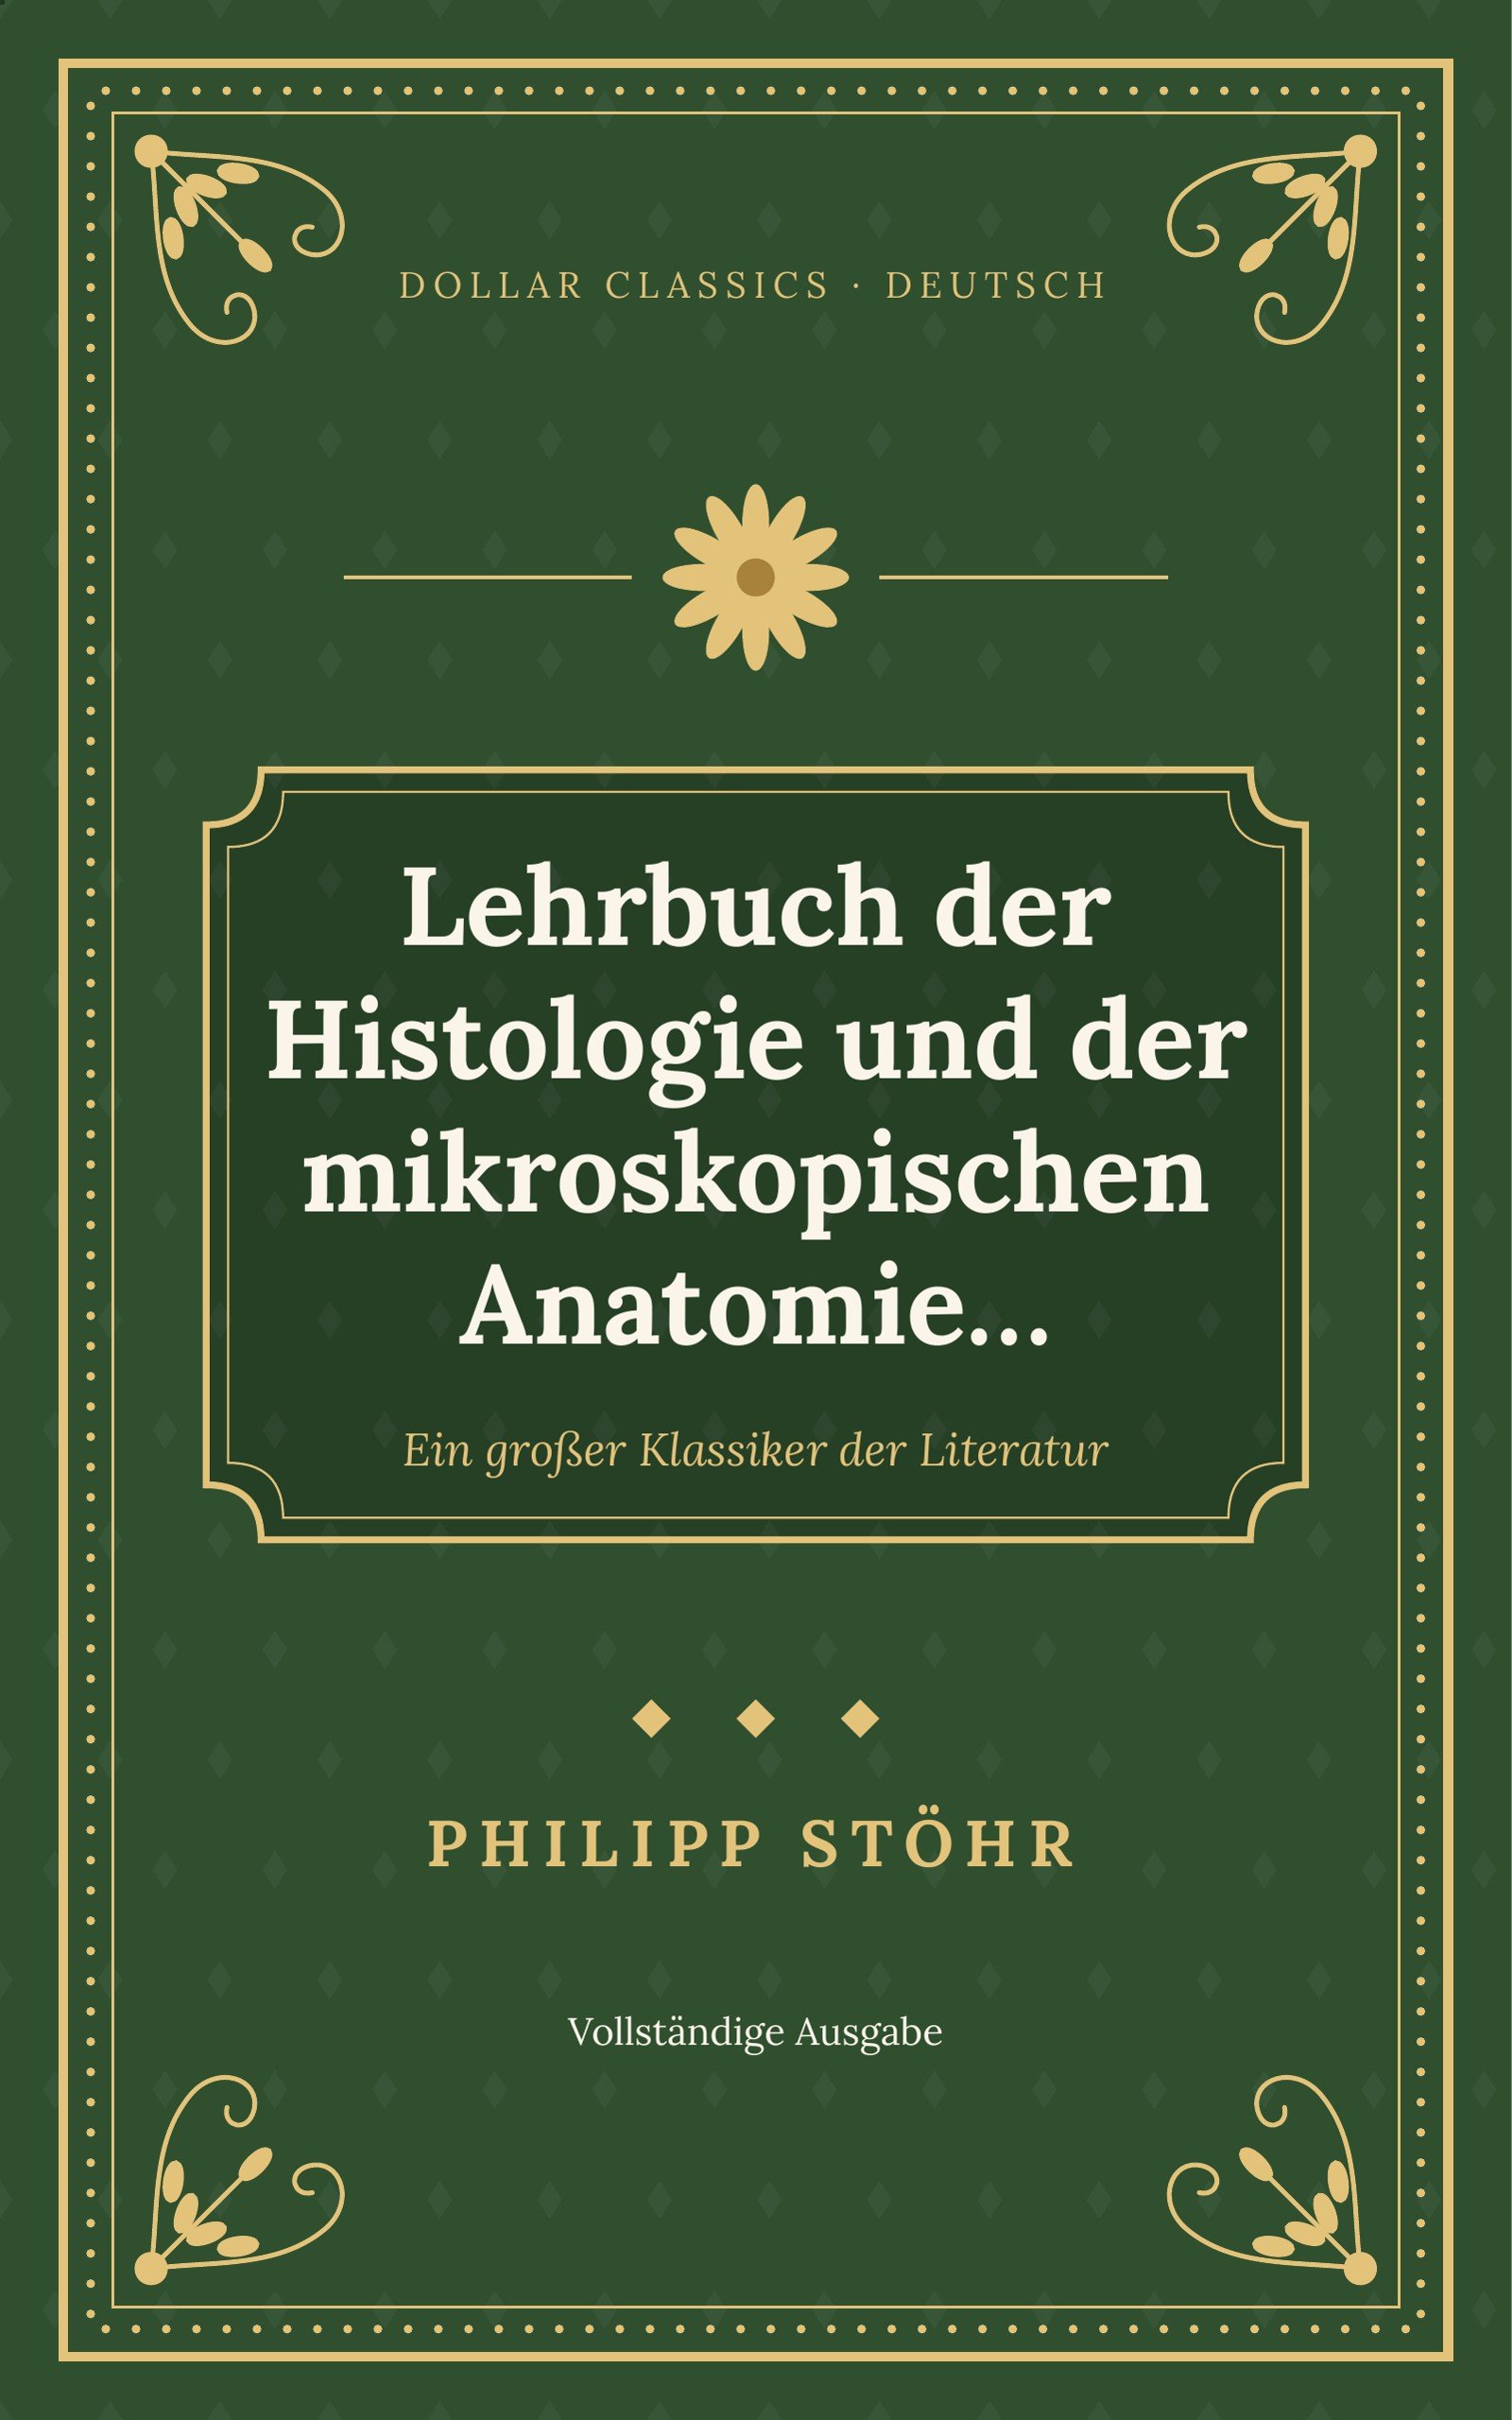 DOLLAR CLASSICS · DEUTSCH
Lehrbuch der
Histologie und der
mikroskopischen
Anatomie...
Ein großer Klassiker der Literatur
PHILIPP STÖHR
Vollständige Ausgabe